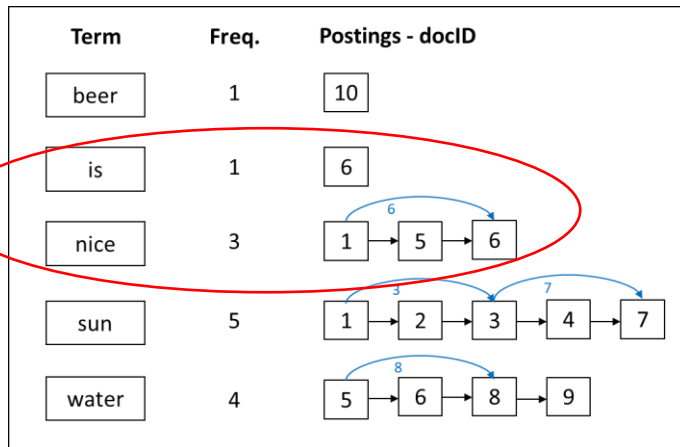 Term Freq. Postings - docID
beer 1 10
is 1 6
6
nice 3 1 5 6
3 7
sun 5 1 2 3 4 7
8
water 4 5 6 8 9